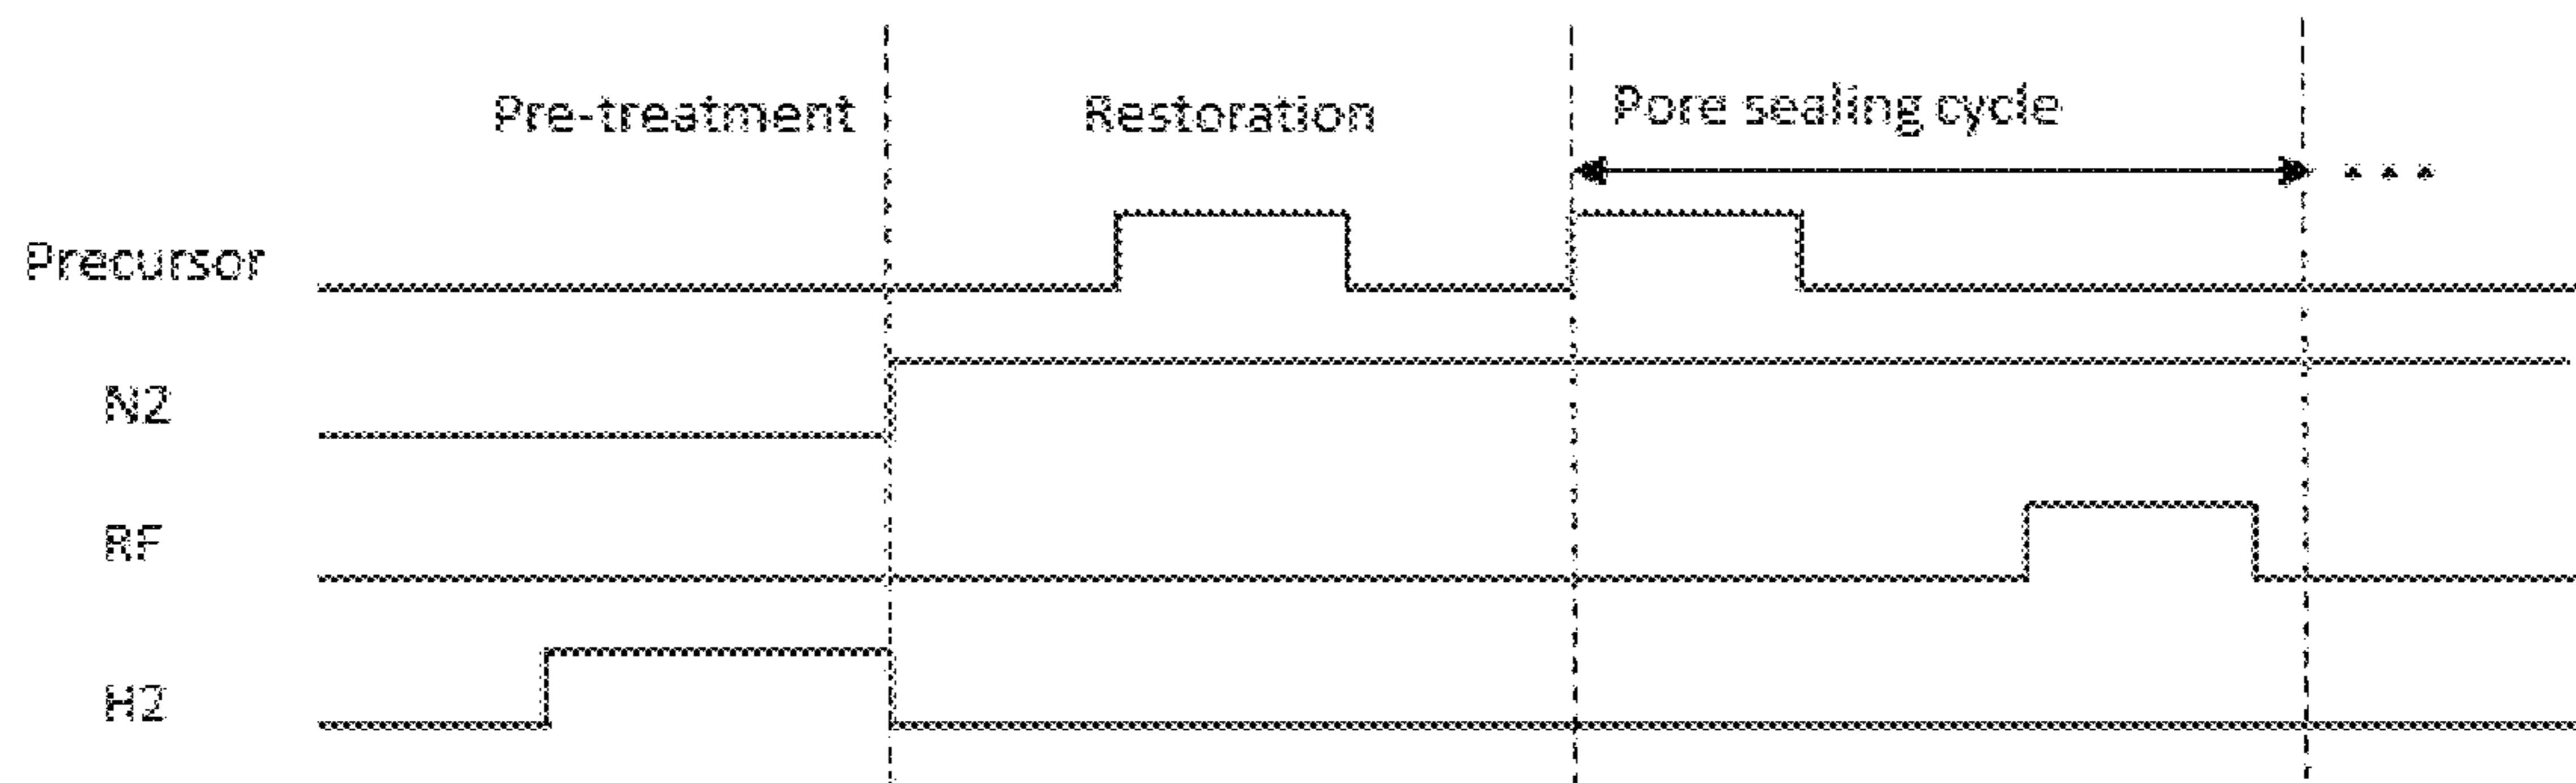 Pre-treatment
Restoration
Pore sealing cycle
...
Precursor
N2
RF
H2